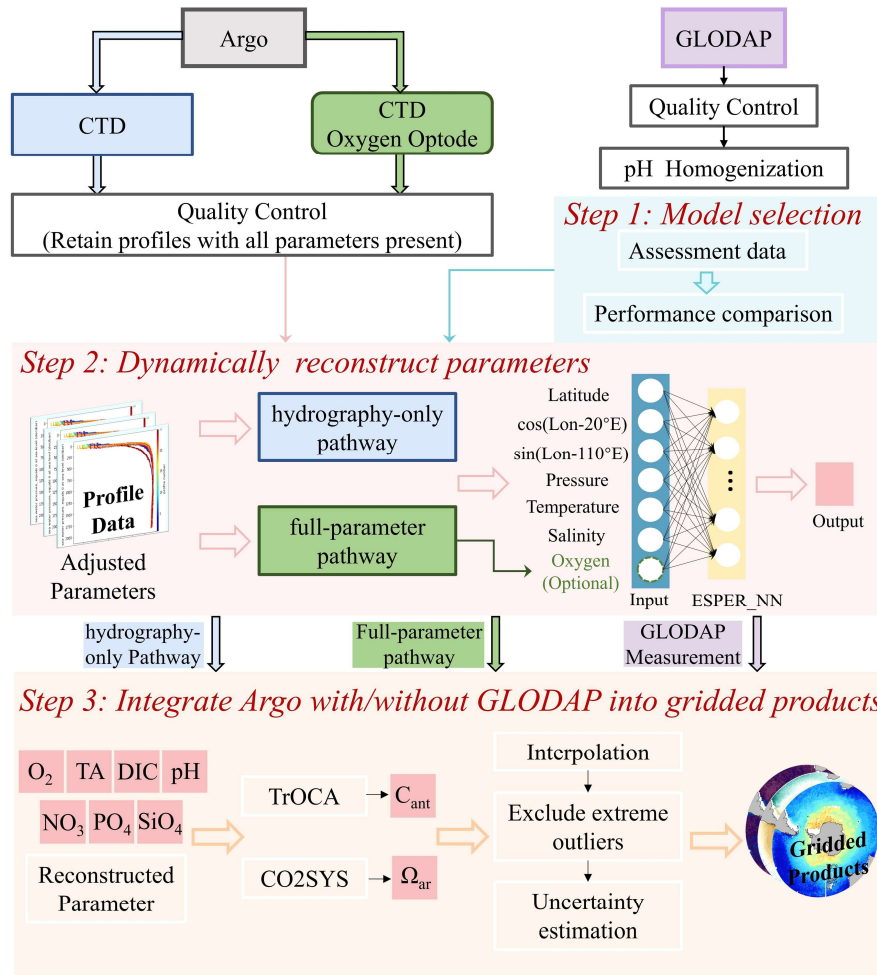 Argo
GLODAP
CTD
CTD
Oxygen Optode
Quality Control
pH Homogenization
Quality Control
(Retain profiles with all parameters present)
Step 1: Model selection
Assessment data
Performance comparison
Step 2: Dynamically reconstruct parameters
Profile
Data
Adjusted
Parameters
hydrography-only
pathway
full-parameter
pathway
Latitude
cos(Lon-20°E)
sin(Lon-110°E)
Pressure
Temperature
Salinity
Oxygen
(Optional)
Input
ESPER_NN
Output
hydrography-
only Pathway
Full-parameter
pathway
GLODAP
Measurement
Step 3: Integrate Argo with/without GLODAP into gridded products
O₂
TA
DIC
pH
NO₃
PO₄
SiO₄
Reconstructed
Parameter
TrOCA
Cₐₙₜ
CO2SYS
Ωₐᵣ
Interpolation
Exclude extreme
outliers
Uncertainty
estimation
Gridded
Products